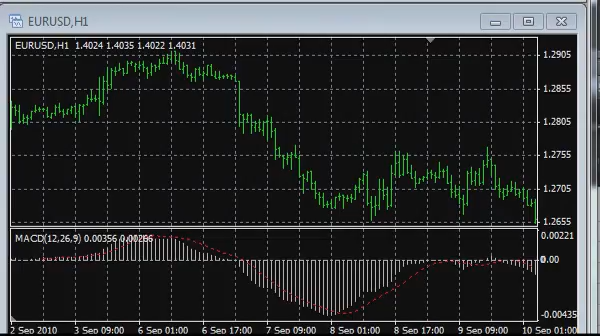 EURUSD,H1
EURUSD,H1 1.4024 1.4035 1.4022 1.4031
1.2905
1.2855
1.2805
1.2755
1.2705
1.2655
MACD(12,26,9) 0.00356 0.00266
0.00221
0.00
-0.00435
2 Sep 2010 3 Sep 09:00 6 Sep 01:00 6 Sep 17:00 7 Sep 09:00 8 Sep 01:00 8 Sep 17:00 9 Sep 09:00 10 Sep 01:00